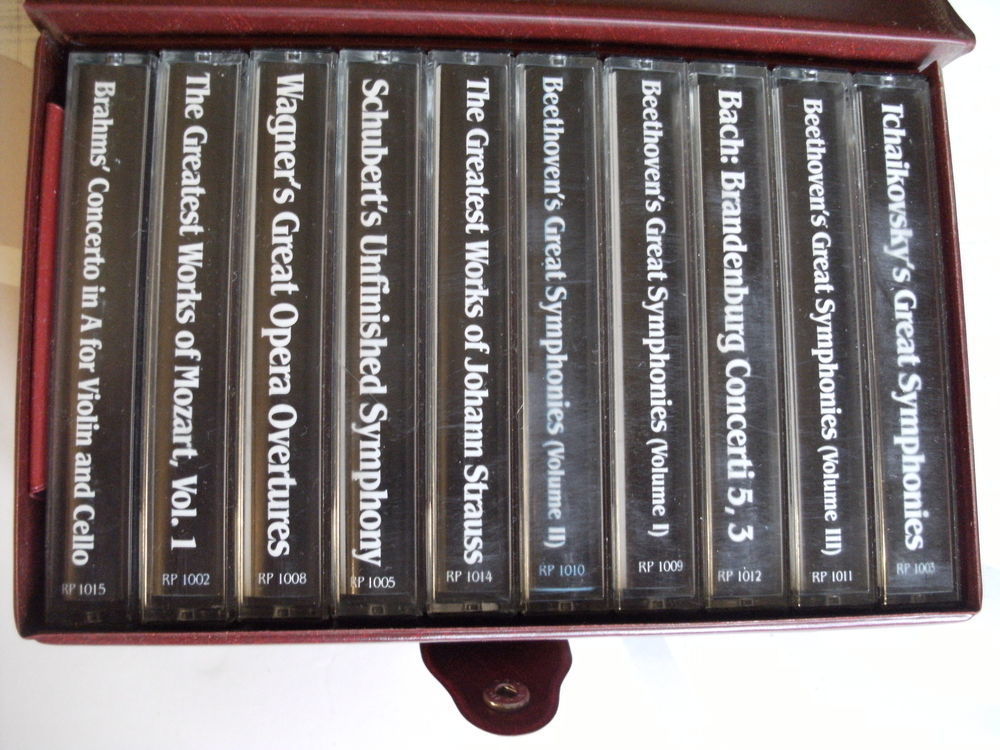 Brahms' Concerto in A for Violin and Cello
RP 1015
The Greatest Works of Mozart, Vol. 1
RP 1002
Wagner's Great Opera Overtures
RP 1008
Schubert's Unfinished Symphony
RP 1005
The Greatest Works of Johann Strauss
RP 1014
Beethoven's Great Symphonies (Volume II)
RP 1010
Beethoven's Great Symphonies (Volume I)
RP 1009
Bach: Brandenburg Concerti 5, 3
RP 1012
Beethoven's Great Symphonies (Volume III)
RP 1011
Tchaikovsky's Great Symphonies
RP 1003